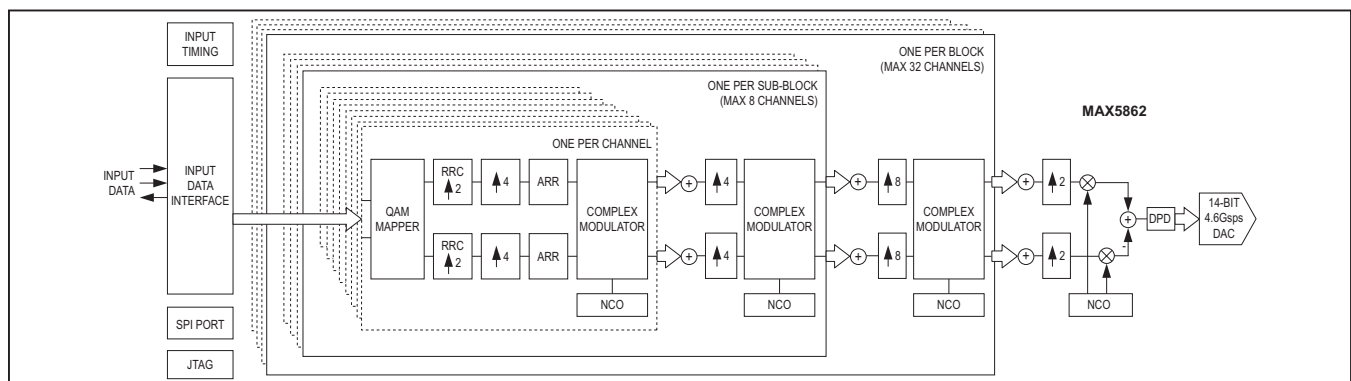 INPUT
TIMING
INPUT
DATA
INPUT
DATA
INTERFACE
SPI PORT
JTAG
ONE PER BLOCK
(MAX 32 CHANNELS)
ONE PER SUB-BLOCK
(MAX 8 CHANNELS)
ONE PER CHANNEL
MAX5862
QAM
MAPPER
RRC
2
4
ARR
COMPLEX
MODULATOR
RRC
2
4
ARR
NCO
4
4
COMPLEX
MODULATOR
NCO
8
8
COMPLEX
MODULATOR
NCO
2
2
NCO
-
DPD
14-BIT
4.6Gsps
DAC